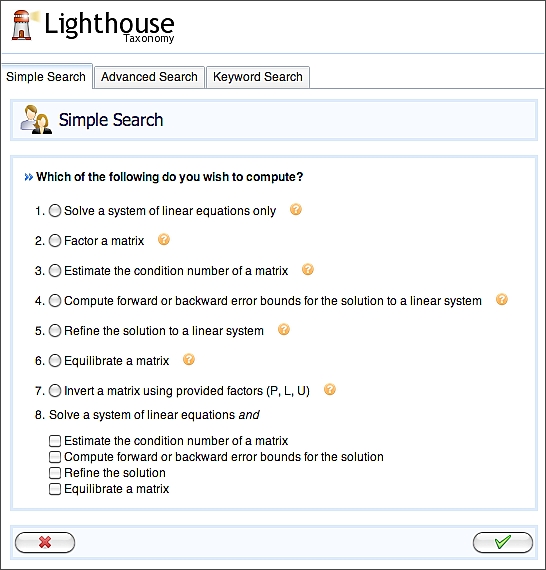 Lighthouse
Taxonomy
Simple Search Advanced Search Keyword Search
Simple Search
» Which of the following do you wish to compute?
1. Solve a system of linear equations only ?
2. Factor a matrix ?
3. Estimate the condition number of a matrix ?
4. Compute forward or backward error bounds for the solution to a linear system ?
5. Refine the solution to a linear system ?
6. Equilibrate a matrix ?
7. Invert a matrix using provided factors (P, L, U) ?
8. Solve a system of linear equations and
Estimate the condition number of a matrix
Compute forward or backward error bounds for the solution
Refine the solution
Equilibrate a matrix